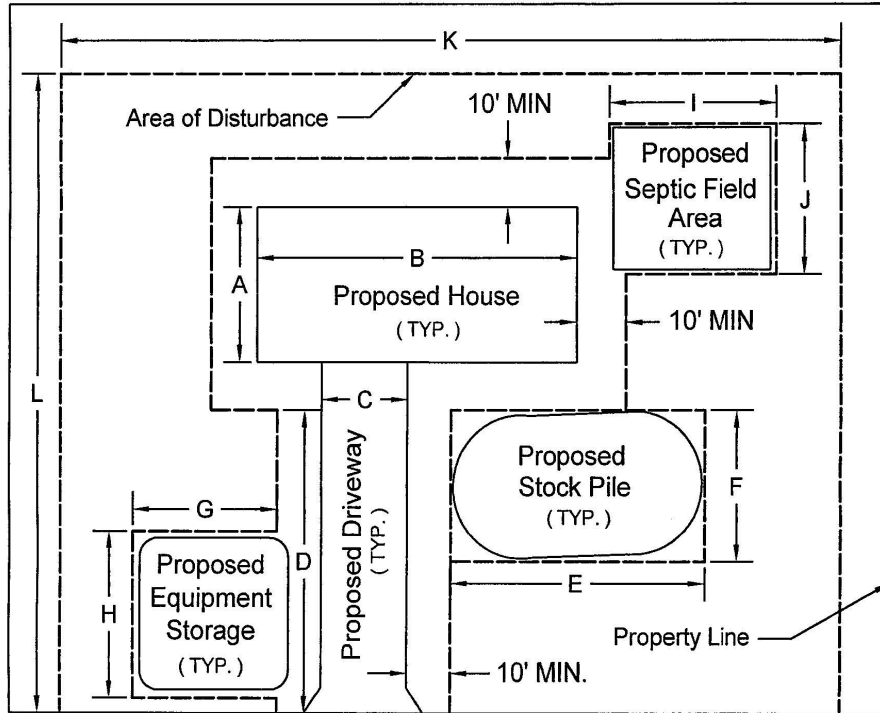 K
Area of Disturbance
10' MIN
I
Proposed
Septic Field
Area
( TYP. )
J
A
B
Proposed House
( TYP. )
10' MIN
L
C
Proposed Driveway
( TYP. )
D
Proposed
Stock Pile
( TYP. )
F
E
G
H
Proposed
Equipment
Storage
( TYP. )
Property Line
10' MIN.